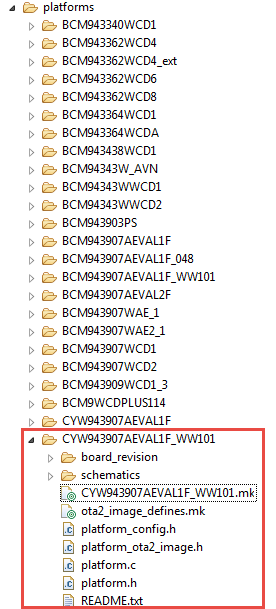 platforms
BCM943340WCD1
BCM943362WCD4
BCM943362WCD4_ext
BCM943362WCD6
BCM943362WCD8
BCM943364WCD1
BCM943364WCDA
BCM943438WCD1
BCM94343W_AVN
BCM94343WWCD1
BCM94343WWCD2
BCM943903PS
BCM943907AEVAL1F
BCM943907AEVAL1F_048
BCM943907AEVAL1F_WW101
BCM943907AEVAL2F
BCM943907WAE_1
BCM943907WAE2_1
BCM943907WCD1
BCM943907WCD2
BCM943909WCD1_3
BCM9WCDPLUS114
CYW943907AEVAL1F
CYW943907AEVAL1F_WW101
board_revision
schematics
CYW943907AEVAL1F_WW101.mk
ota2_image_defines.mk
platform_config.h
platform_ota2_image.h
platform.c
platform.h
README.txt